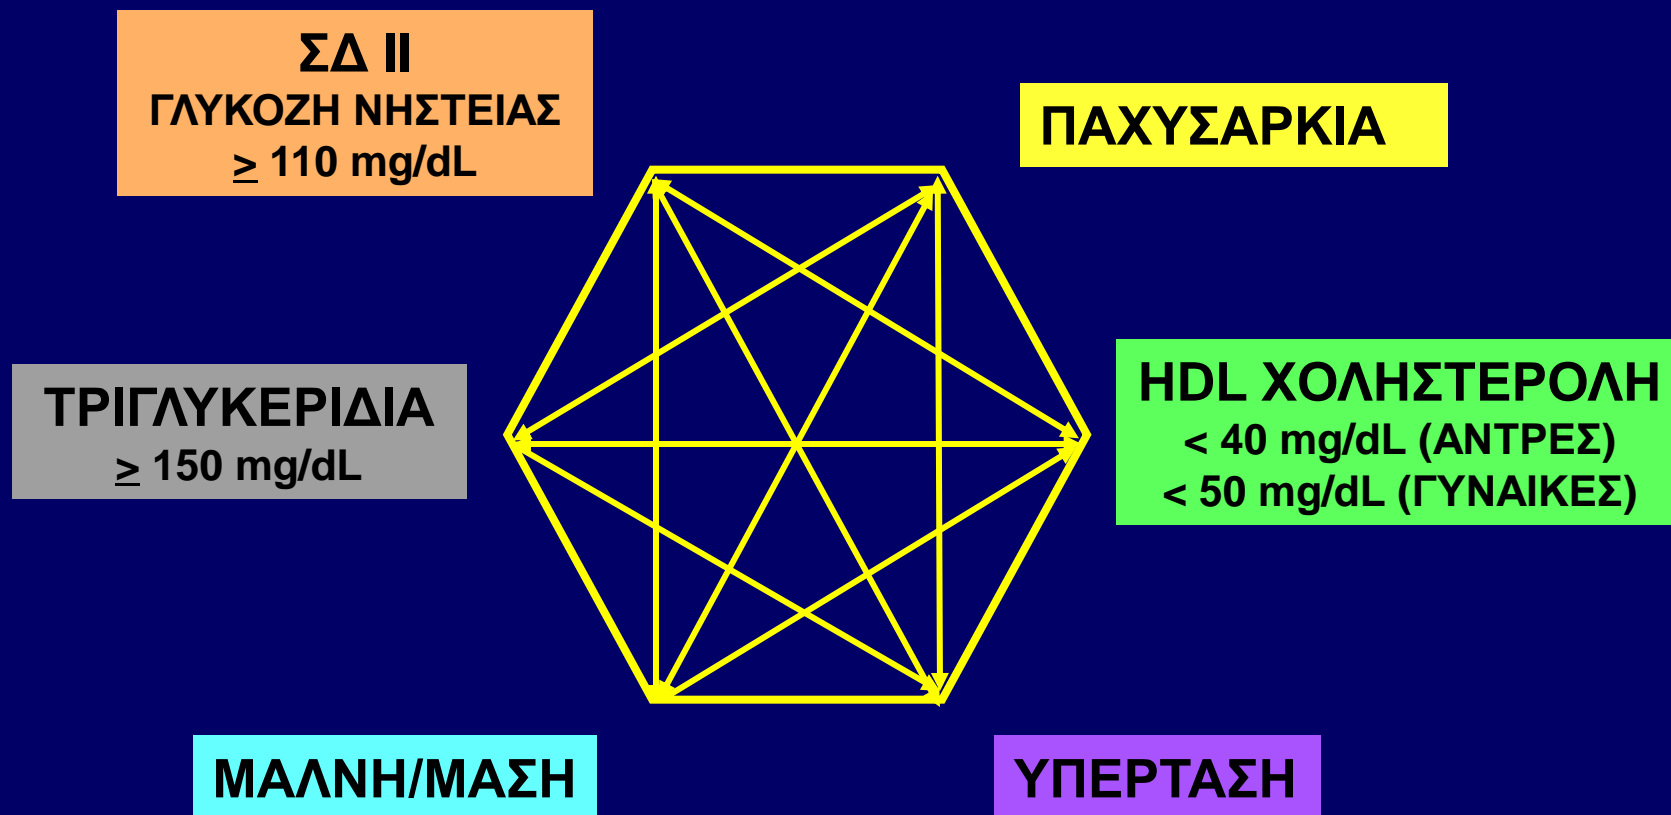 ΣΔ ΙΙ
ΓΛΥΚΟΖΗ ΝΗΣΤΕΙΑΣ
≥ 110 mg/dL
ΠΑΧΥΣΑΡΚΙΑ
ΤΡΙΓΛΥΚΕΡΙΔΙΑ
≥ 150 mg/dL
HDL ΧΟΛΗΣΤΕΡΟΛΗ
< 40 mg/dL (ΑΝΤΡΕΣ)
< 50 mg/dL (ΓΥΝΑΙΚΕΣ)
ΜΑΛΝΗ/ΜΑΣΗ
ΥΠΕΡΤΑΣΗ